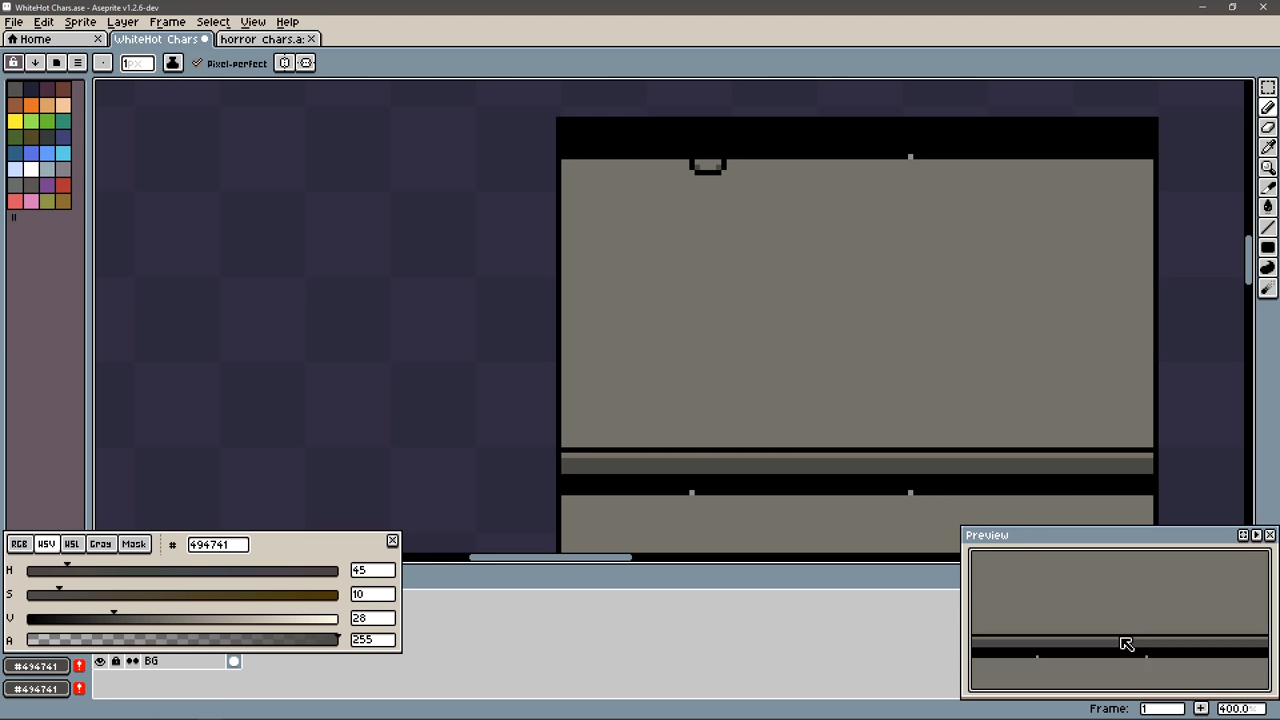 WhiteHot Chars.ase - Aseprite v1.2.6-dev
File Edit Sprite Layer Frame Select View Help
Home
WhiteHot Chars
horror chars.a:
1px
Pixel-perfect
RGB HSV HSL Gray Mask # 494741
H 45
S 10
V 28
A 255
#494741 BG
#494741
Preview
Frame: 1 400.0%